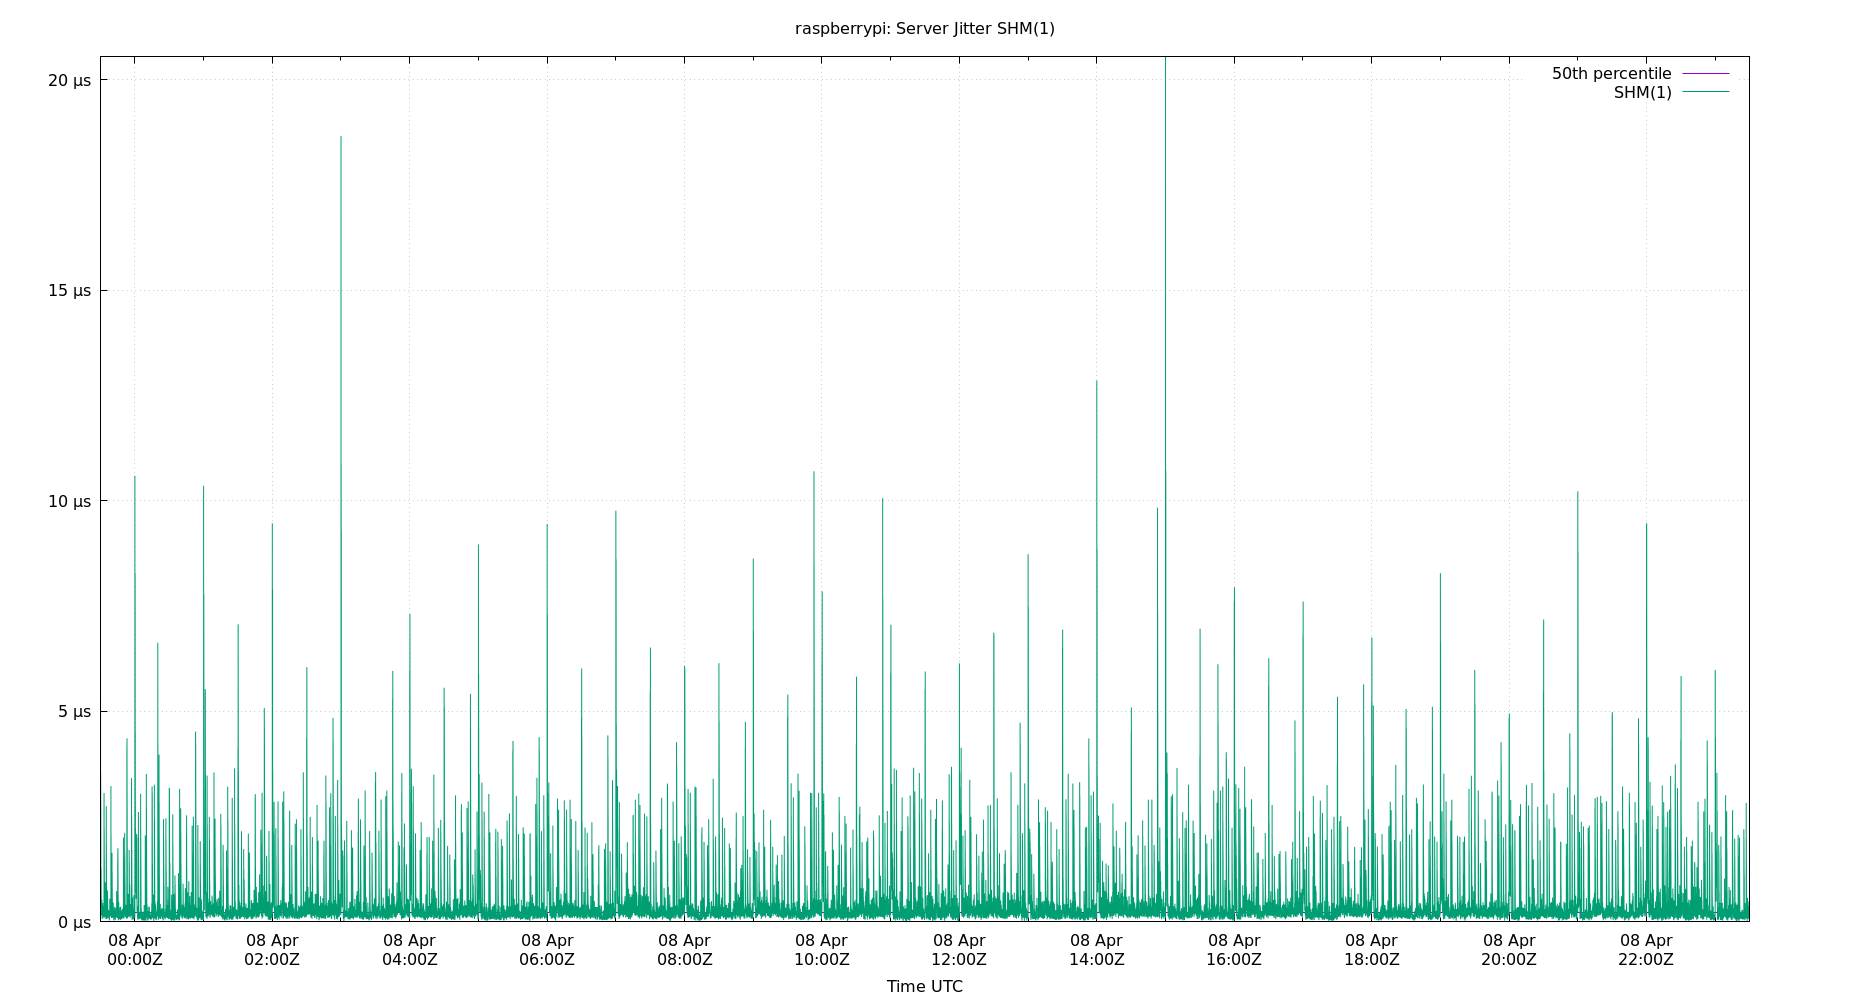 raspberrypi: Server Jitter SHM(1)
50th percentile
SHM(1)
20 µs
15 µs
10 µs
5 µs
0 µs
08 Apr 08 Apr 08 Apr 08 Apr 08 Apr 08 Apr 08 Apr 08 Apr 08 Apr 08 Apr 08 Apr 08 Apr
00:00Z 02:00Z 04:00Z 06:00Z 08:00Z 10:00Z 12:00Z 14:00Z 16:00Z 18:00Z 20:00Z 22:00Z
Time UTC